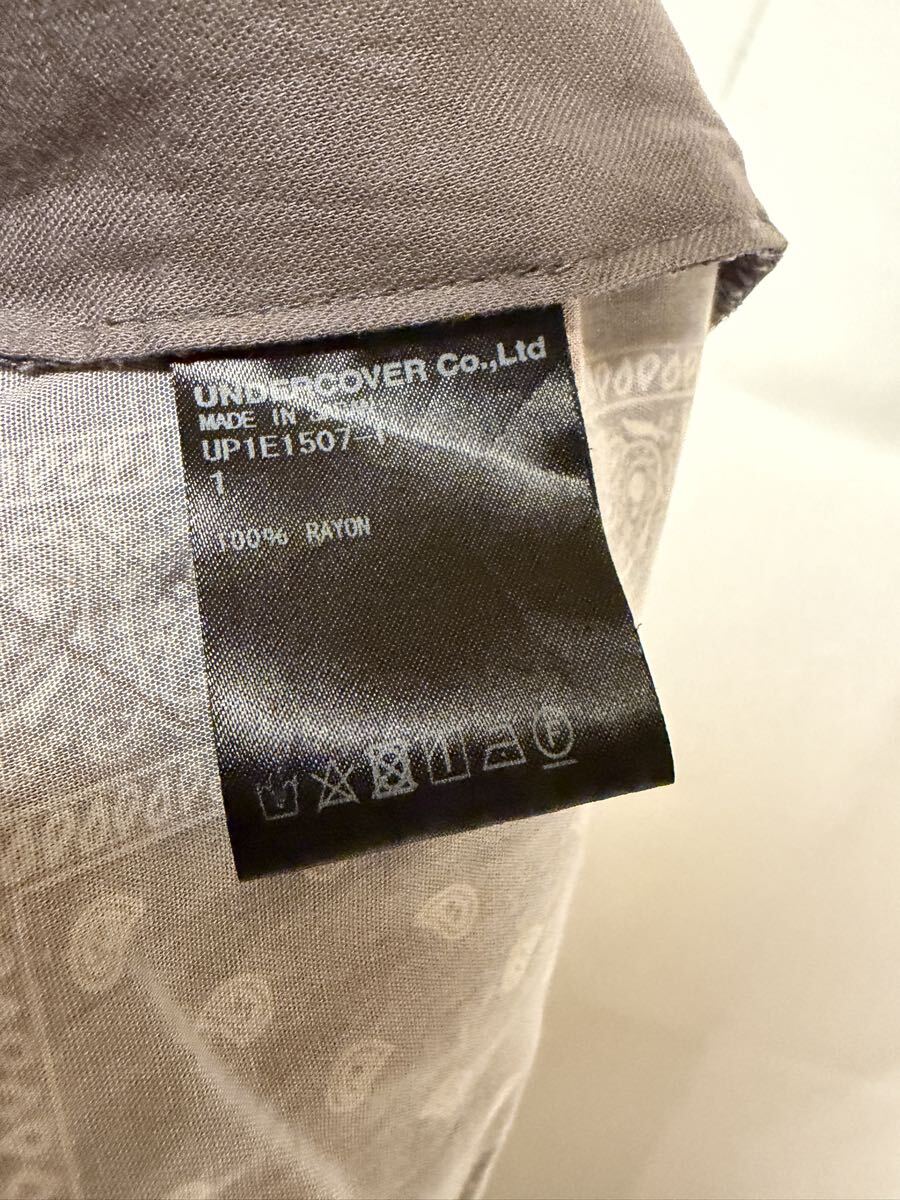 UNDERCOVER Co.,Ltd
MADE IN JAPAN
UP1E1507-1
1
100% RAYON